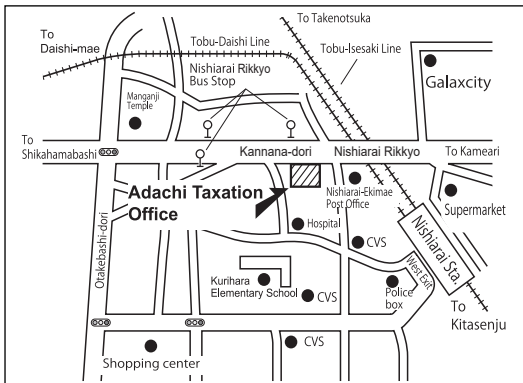 To Takenotsuka
To
Daishi-mae
Tobu-Daishi Line
Tobu-Isesaki Line
Nishiarai Rikkyo
Bus Stop
Galaxcity
Manganji
Temple
To
Shikahamabashi
Kannana-dori
Nishiarai Rikkyo
To Kameari
Adachi Taxation
Office
Nishiarai-Ekimae
Post Office
Supermarket
Otakebashi-dori
Hospital
CVS
Nishiarai Sta.
West Exit
Kurihara
Elementary School
CVS
Police
box
To
Kitasenju
CVS
Shopping center